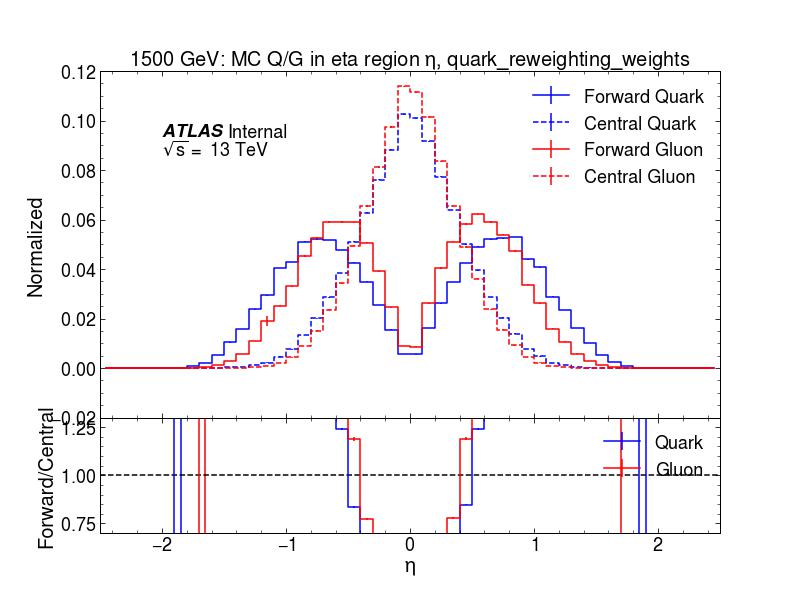 1500 GeV: MC Q/G in eta region η, quark_reweighting_weights
ATLAS Internal
√s = 13 TeV
Forward Quark
Central Quark
Forward Gluon
Central Gluon
Normalized
0.12
0.10
0.08
0.06
0.04
0.02
0.00
−0.02
Forward/Central
1.25
1.00
0.75
Quark
Gluon
−2 −1 0 1 2
η